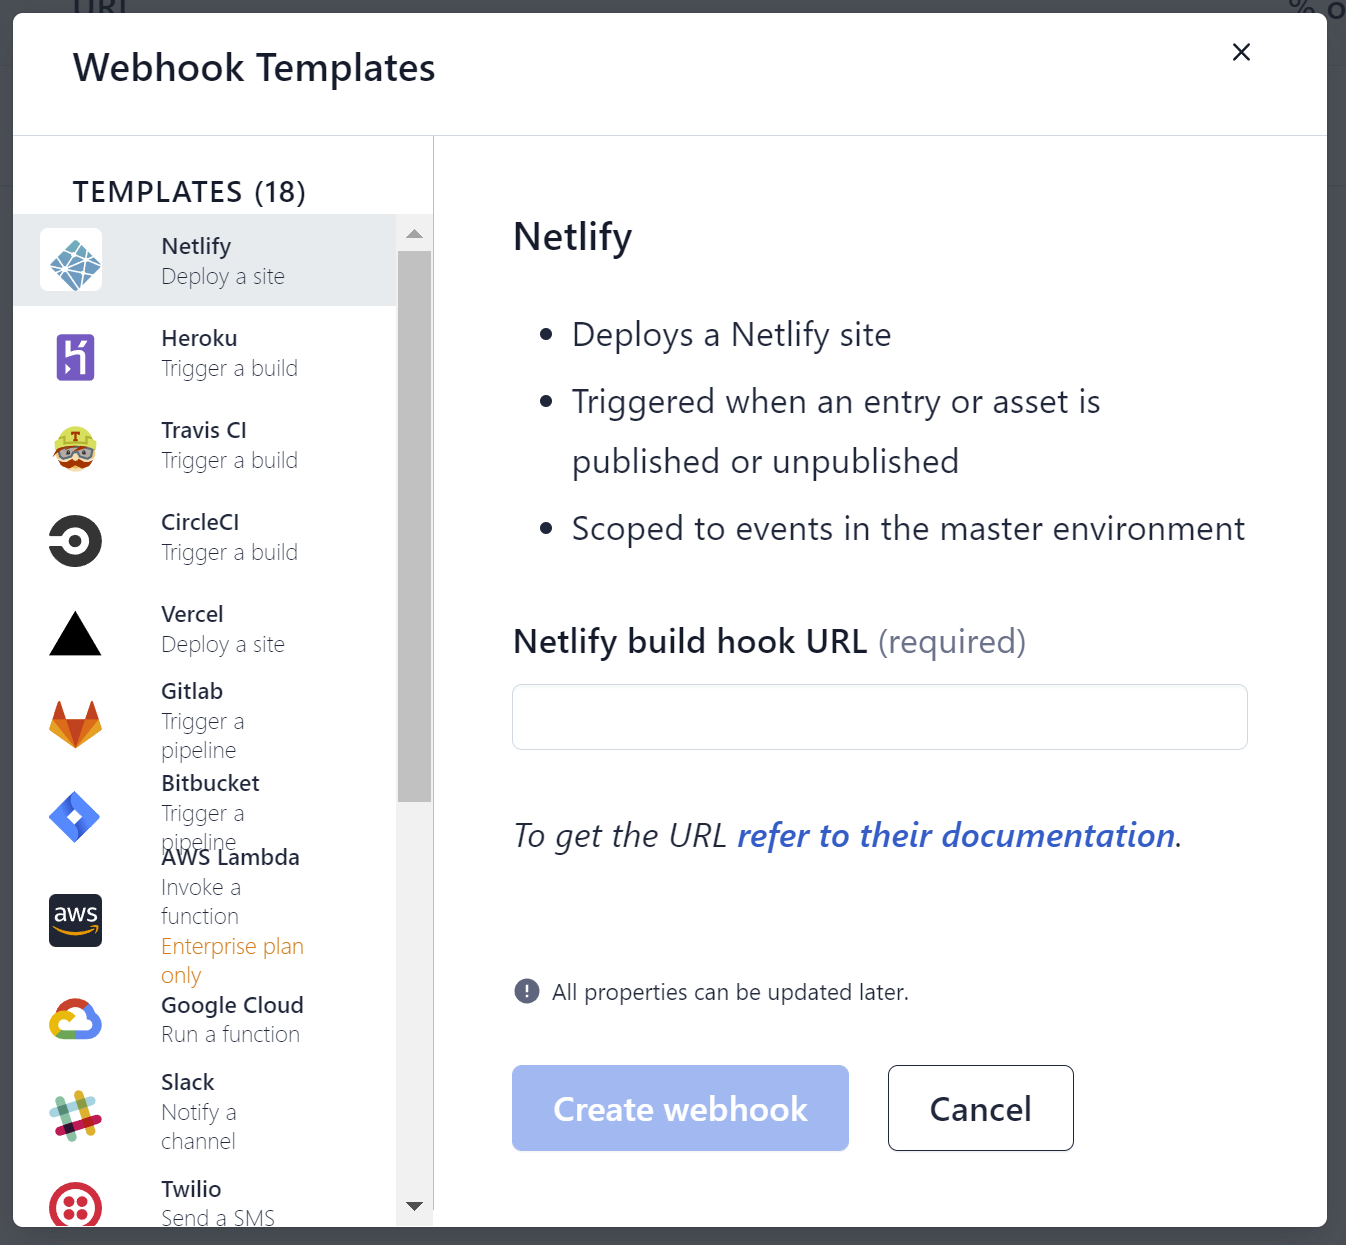 Webhook Templates
TEMPLATES (18)
Netlify
Deploy a site
Heroku
Trigger a build
Travis CI
Trigger a build
CircleCI
Trigger a build
Vercel
Deploy a site
Gitlab
Trigger a
pipeline
Bitbucket
Trigger a
pipeline
AWS Lambda
Invoke a
function
Enterprise plan
only
aws
Google Cloud
Run a function
Slack
Notify a
channel
Twilio
Send a SMS
Netlify
• Deploys a Netlify site
• Triggered when an entry or asset is
published or unpublished
• Scoped to events in the master environment
Netlify build hook URL (required)
To get the URL refer to their documentation.
All properties can be updated later.
Create webhook
Cancel